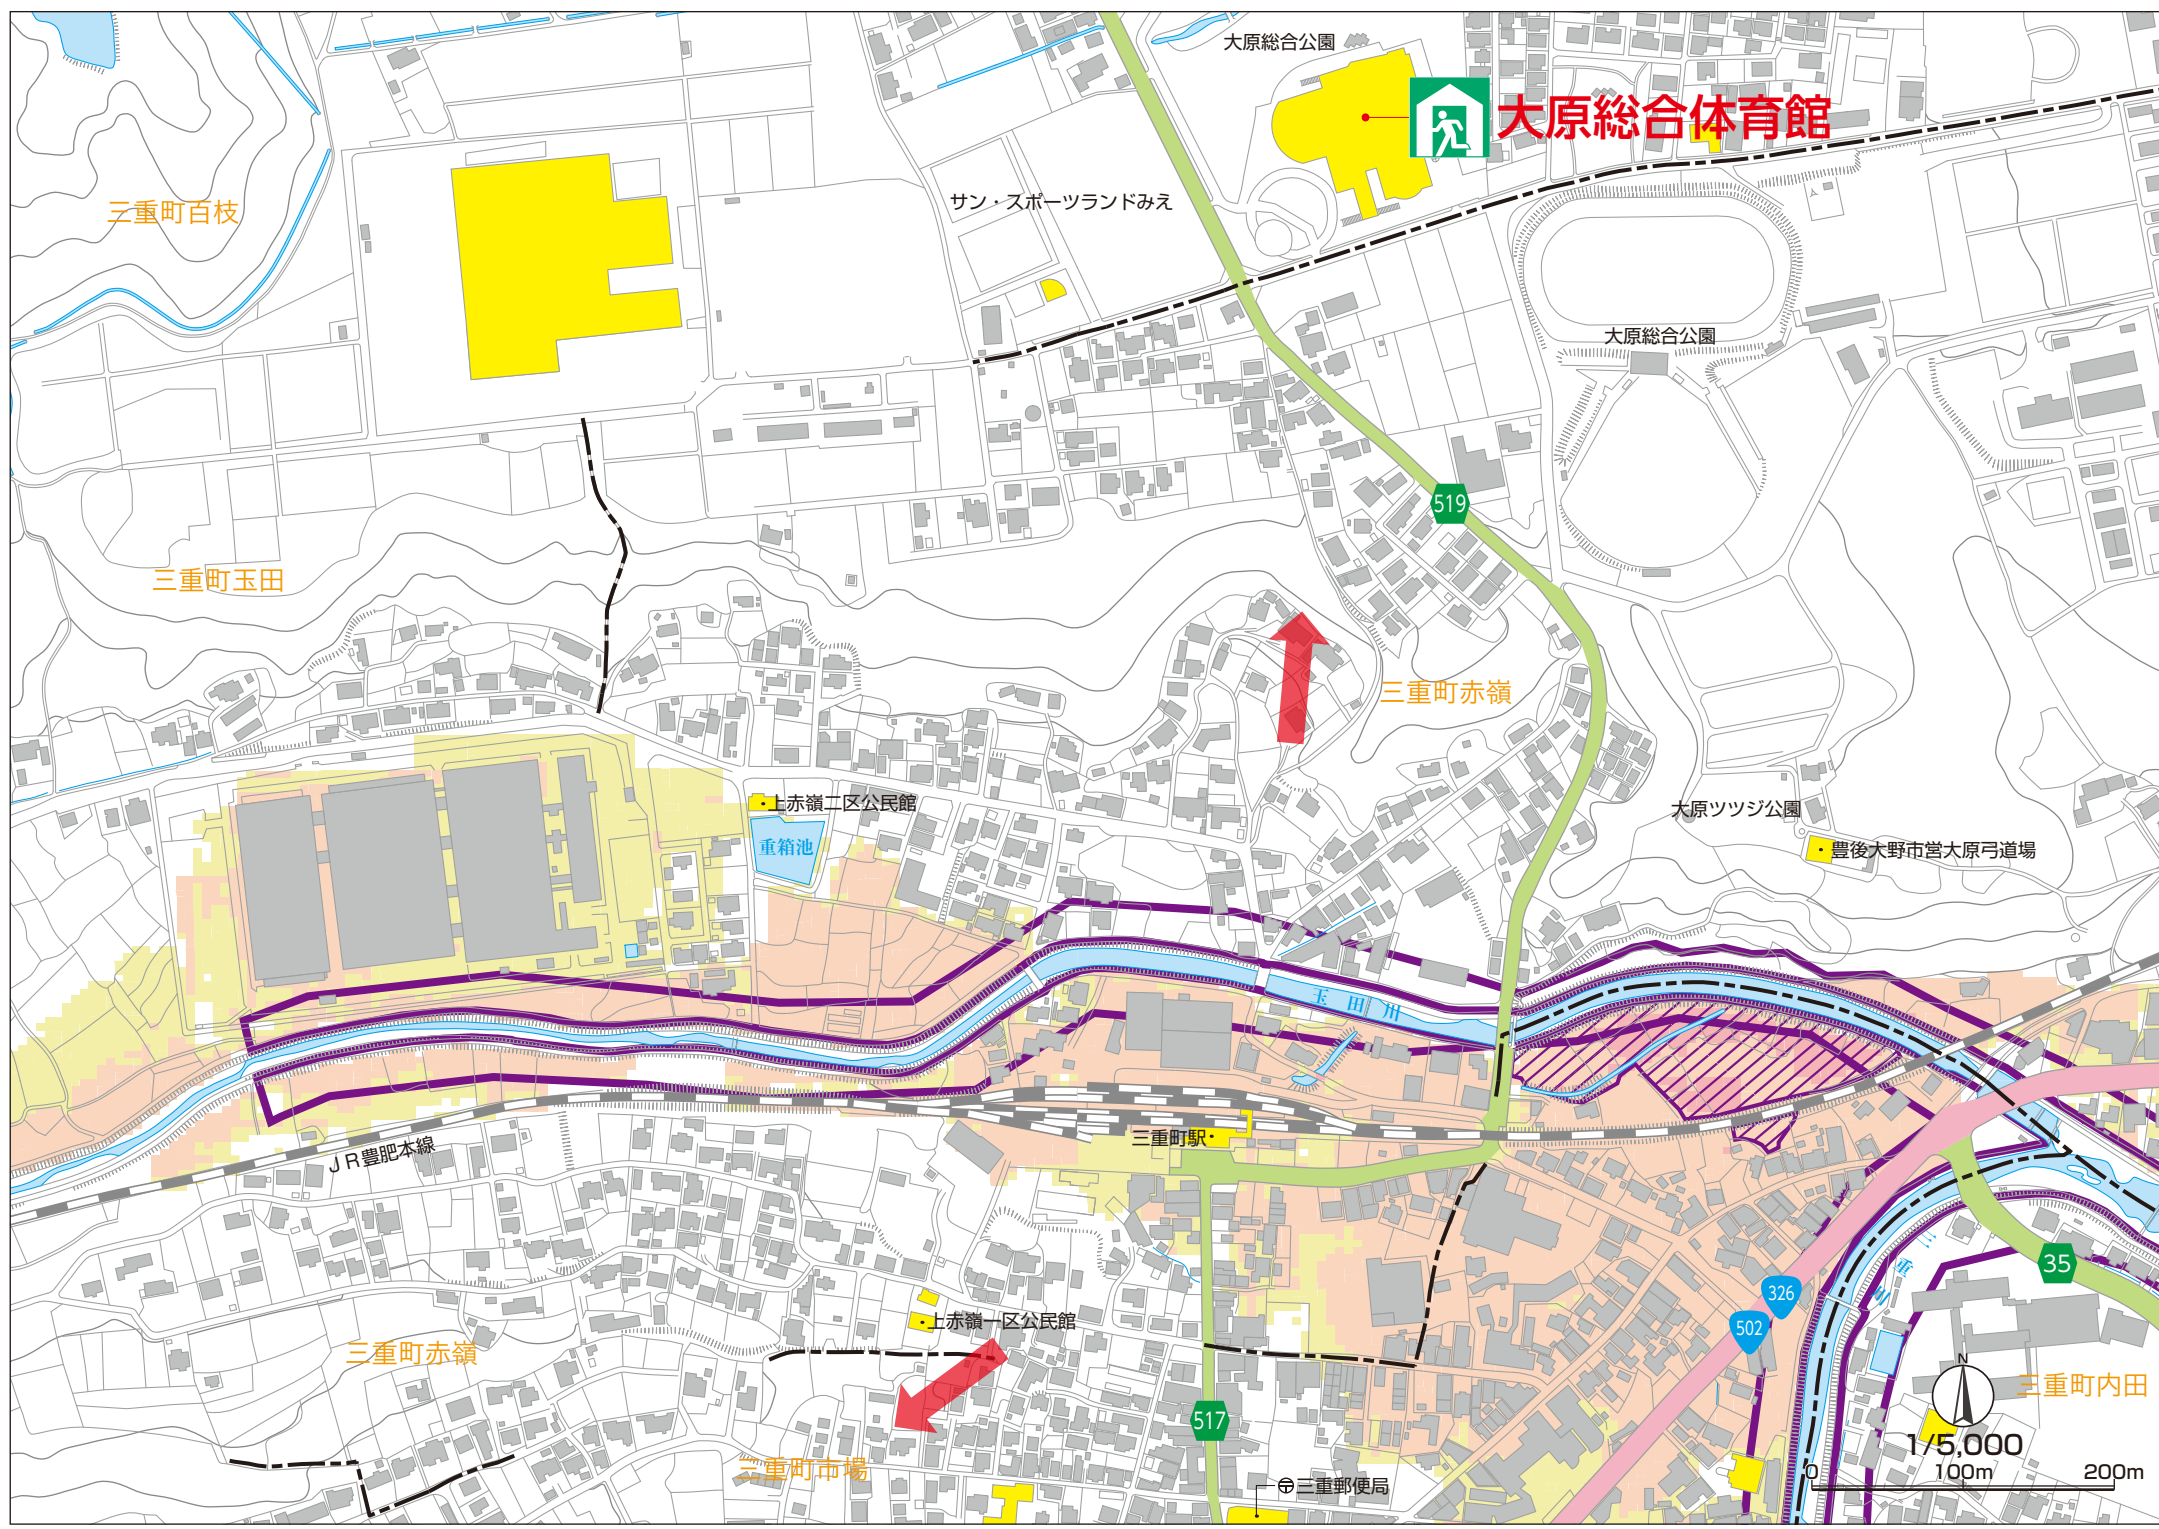 大原総合公園
大原総合体育館
三重町百枝
サン・スポーツランドみえ
大原総合公園
519
三重町玉田
三重町赤嶺
上赤嶺二区公民館
大原ツツジ公園
重箱池
豊後大野市営大原弓道場
玉田川
三重町駅
JR豊肥本線
35
326
上赤嶺一区公民館
502
三重町赤嶺
N
三重町内田
517
1/5,000
三重町市場
0 100m 200m
三重郵便局